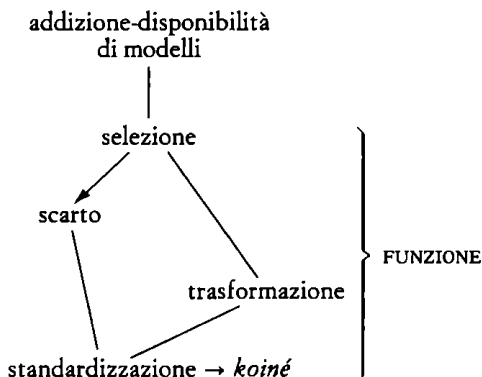 addizione-disponibilità
di modelli
selezione
scarto
FUNZIONE
trasformazione
standardizzazione → koiné